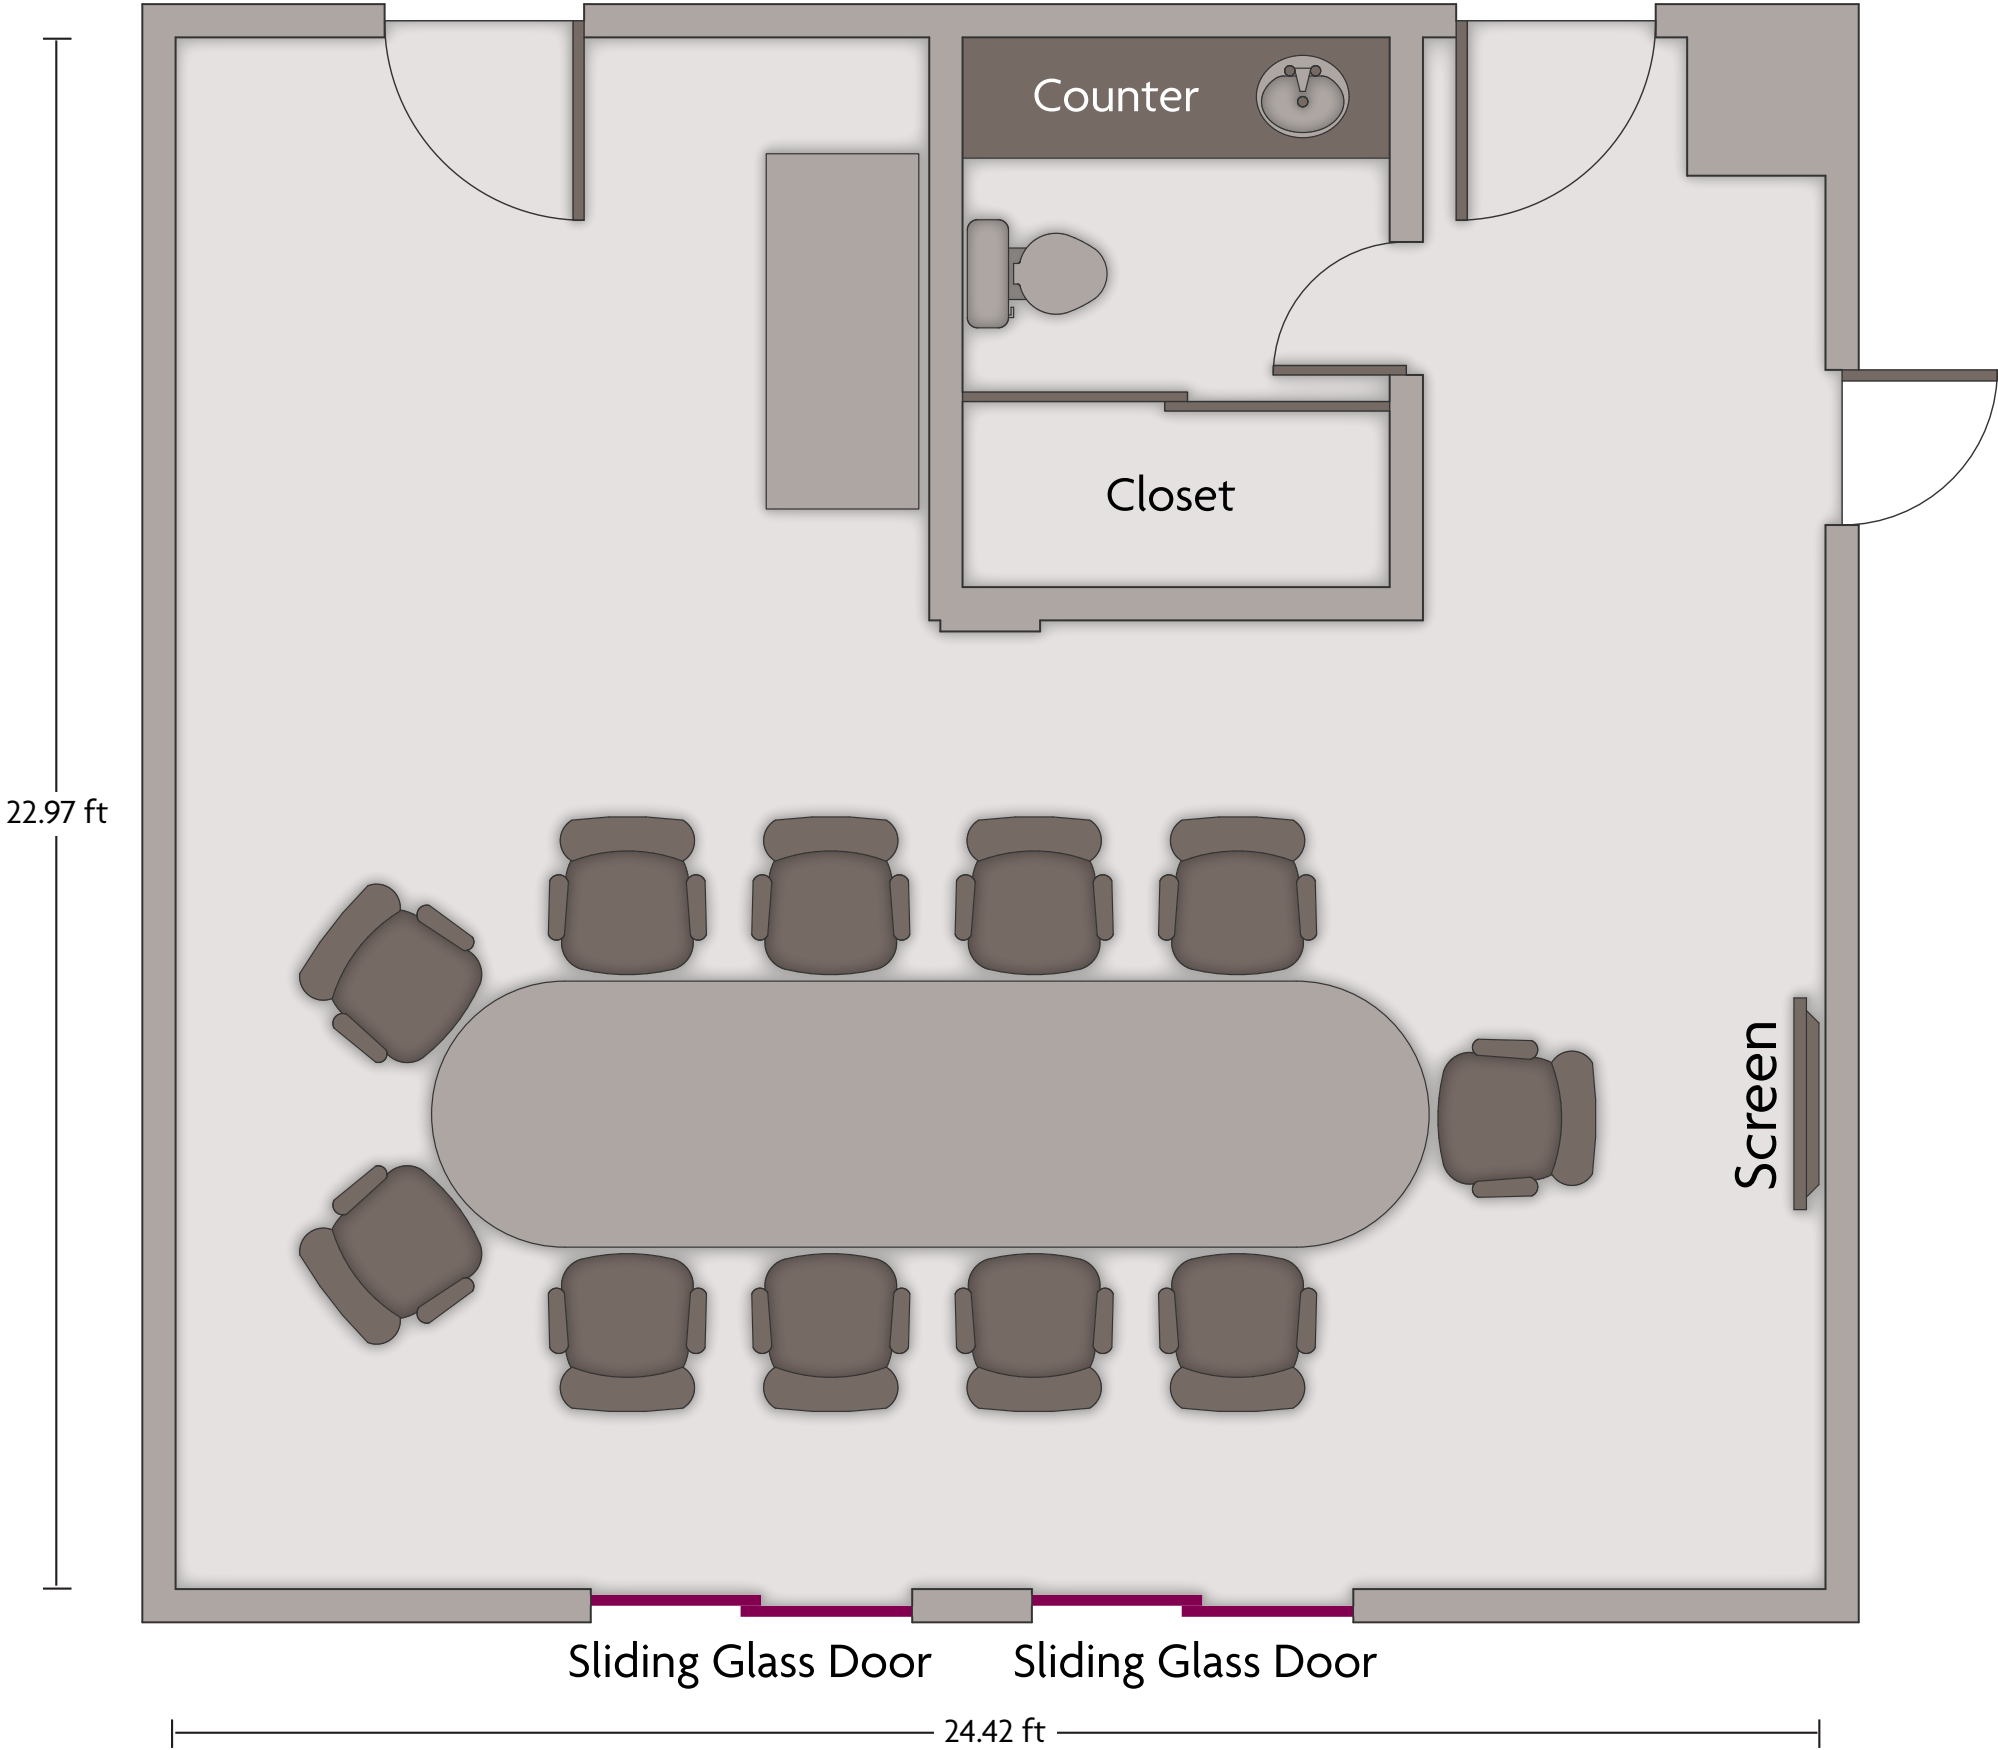 Counter
Closet
22.97 ft
Screen
Sliding Glass Door
Sliding Glass Door
24.42 ft